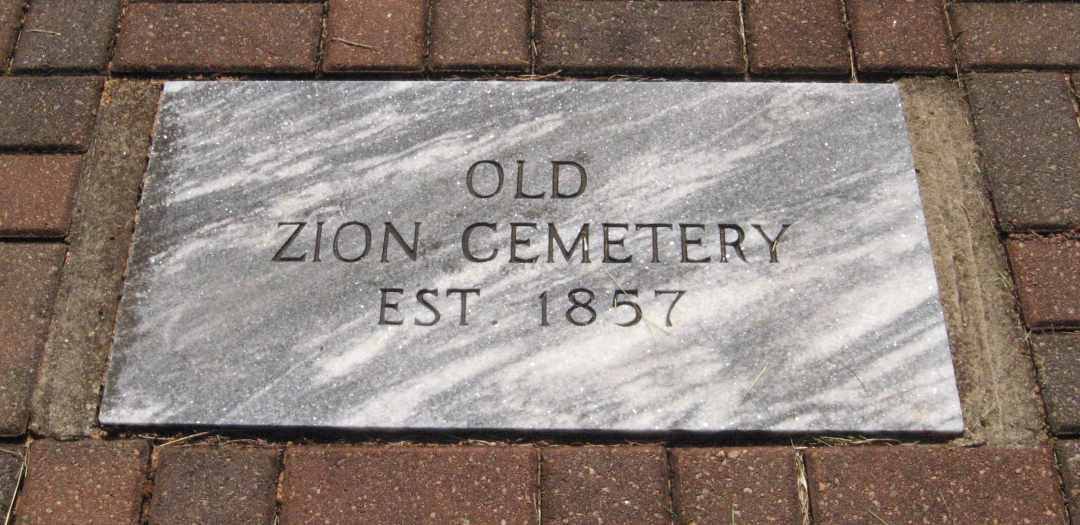 OLD
ZION CEMETERY
EST. 1857